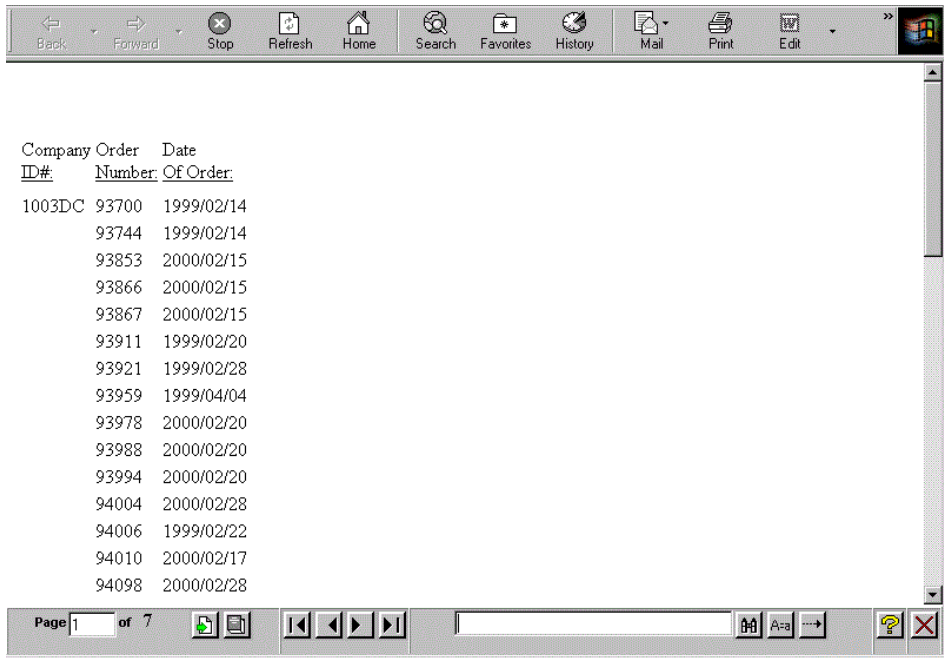 Back Forward Stop Refresh Home Search Favorites History Mail Print Edit »
Company Order Date
ID#: Number: Of Order:
1003DC 93700 1999/02/14
93744 1999/02/14
93853 2000/02/15
93866 2000/02/15
93867 2000/02/15
93911 1999/02/20
93921 1999/02/28
93959 1999/04/04
93978 2000/02/20
93988 2000/02/20
93994 2000/02/20
94004 2000/02/28
94006 1999/02/22
94010 2000/02/17
94098 2000/02/28
Page 1 of 7 A=a